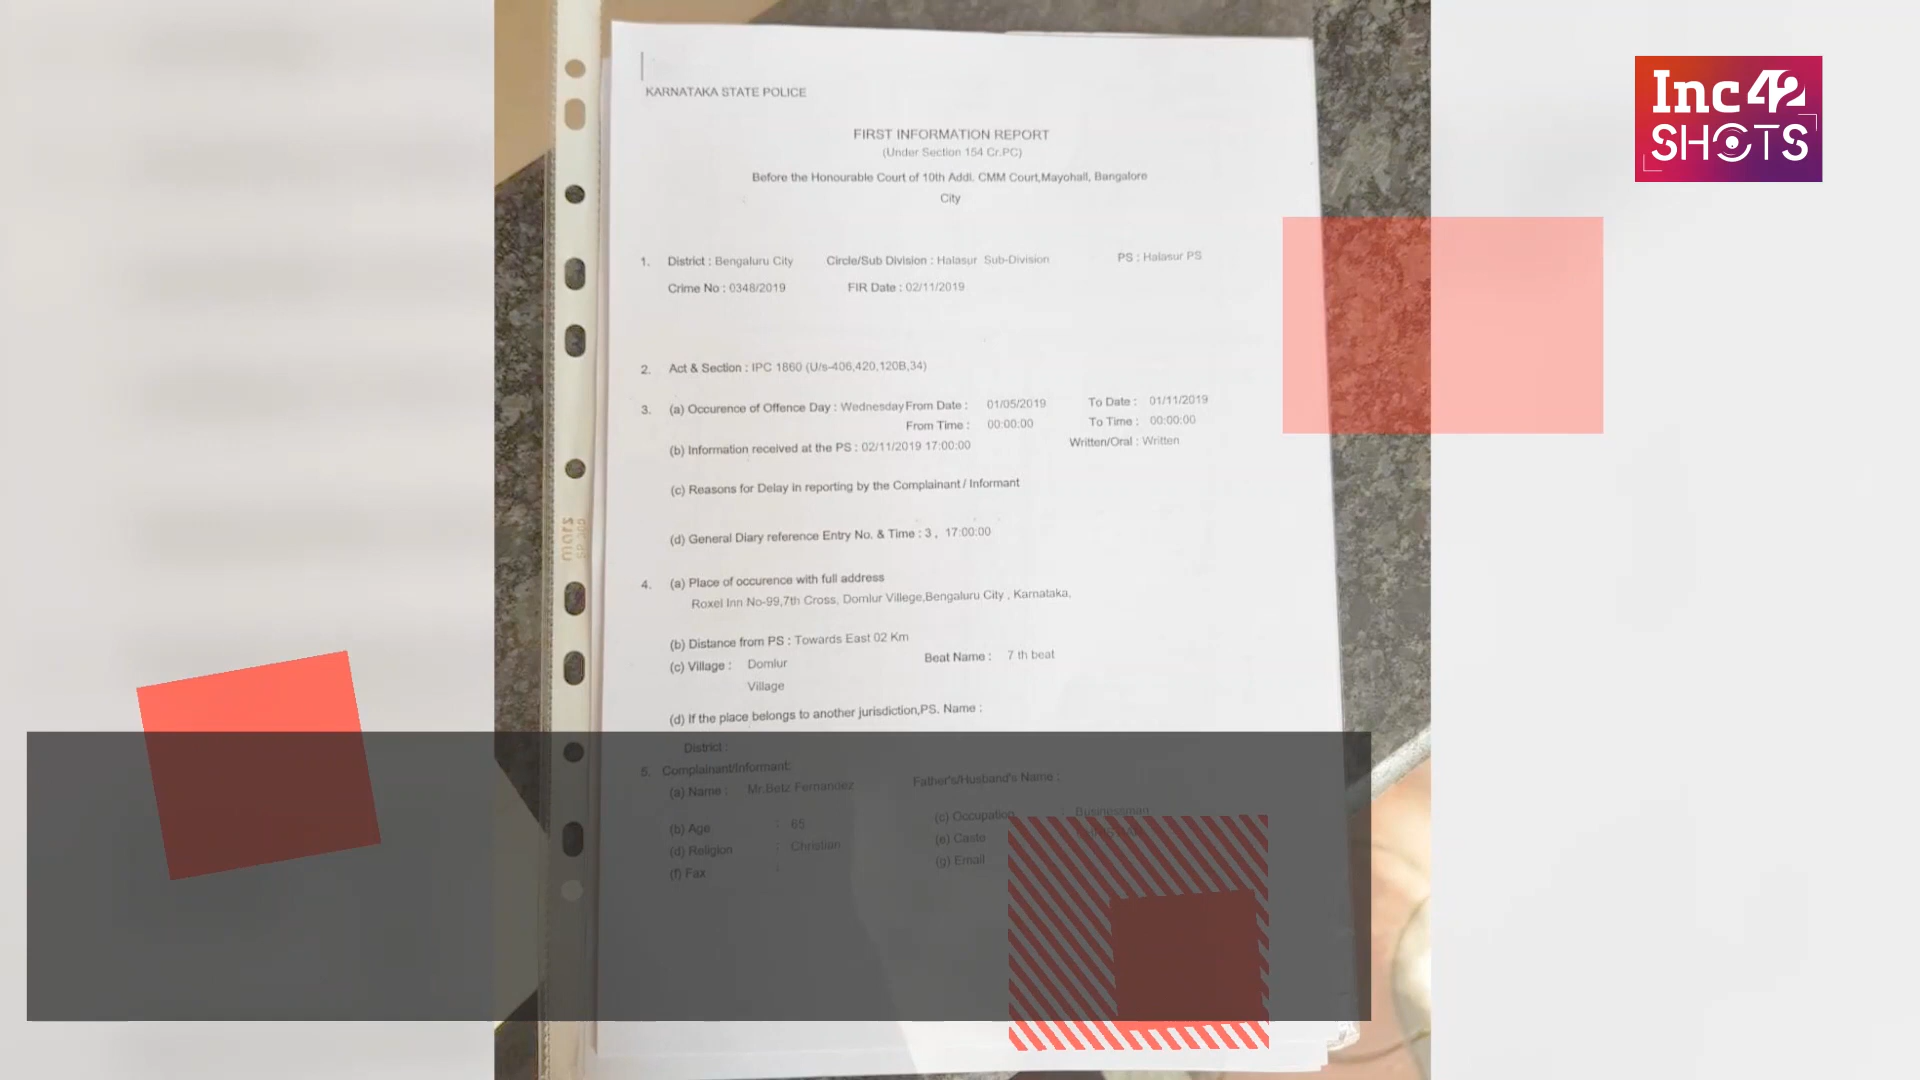 Inc42
SHOTS
KARNATAKA STATE POLICE
FIRST INFORMATION REPORT
(Under Section 154 Cr.PC)
Before the Honourable Court of 10th Addl. CMM Court,Mayohall, Bangalore
City
1. District : Bengaluru City Circle/Sub Division : Halasur Sub-Division PS : Halasur PS
Crime No : 0348/2019 FIR Date : 02/11/2019
2. Act & Section : IPC 1860 (U/s-406,420,120B,34)
3. (a) Occurence of Offence Day : Wednesday From Date : 01/05/2019 To Date : 01/11/2019
From Time : 00:00:00 To Time : 00:00:00
(b) Information received at the PS : 02/11/2019 17:00:00 Written/Oral : Written
(c) Reasons for Delay in reporting by the Complainant / Informant
(d) General Diary reference Entry No. & Time : 3 , 17:00:00
4. (a) Place of occurence with full address
Roxel Inn No-99,7th Cross, Domlur Villege,Bengaluru City , Karnataka,
(b) Distance from PS : Towards East 02 Km
(c) Village : Domlur Beat Name : 7 th beat
Village
(d) If the place belongs to another jurisdiction,PS. Name :
District :
5. Complainant/Informant:
(a) Name : Mr.Betz Fernandez Father's/Husband's Name :
(b) Age : 65 (c) Occupation : Businessman
(d) Religion : Christian (e) Caste
(f) Fax : (g) Email
mars